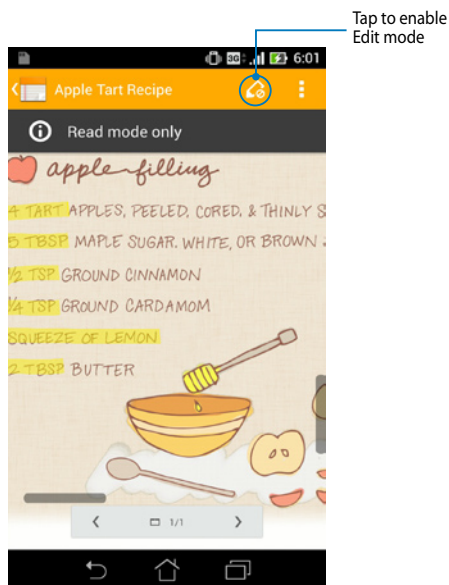 Tap to enable
Edit mode
3G 6:01
Apple Tart Recipe
Read mode only
apple filling
4 TART APPLES, PEELED, CORED, & THINLY S
5 TBSP MAPLE SUGAR. WHITE, OR BROWN
1/2 TSP GROUND CINNAMON
1/4 TSP GROUND CARDAMOM
SQUEEZE OF LEMON
2 TBSP BUTTER
1/1